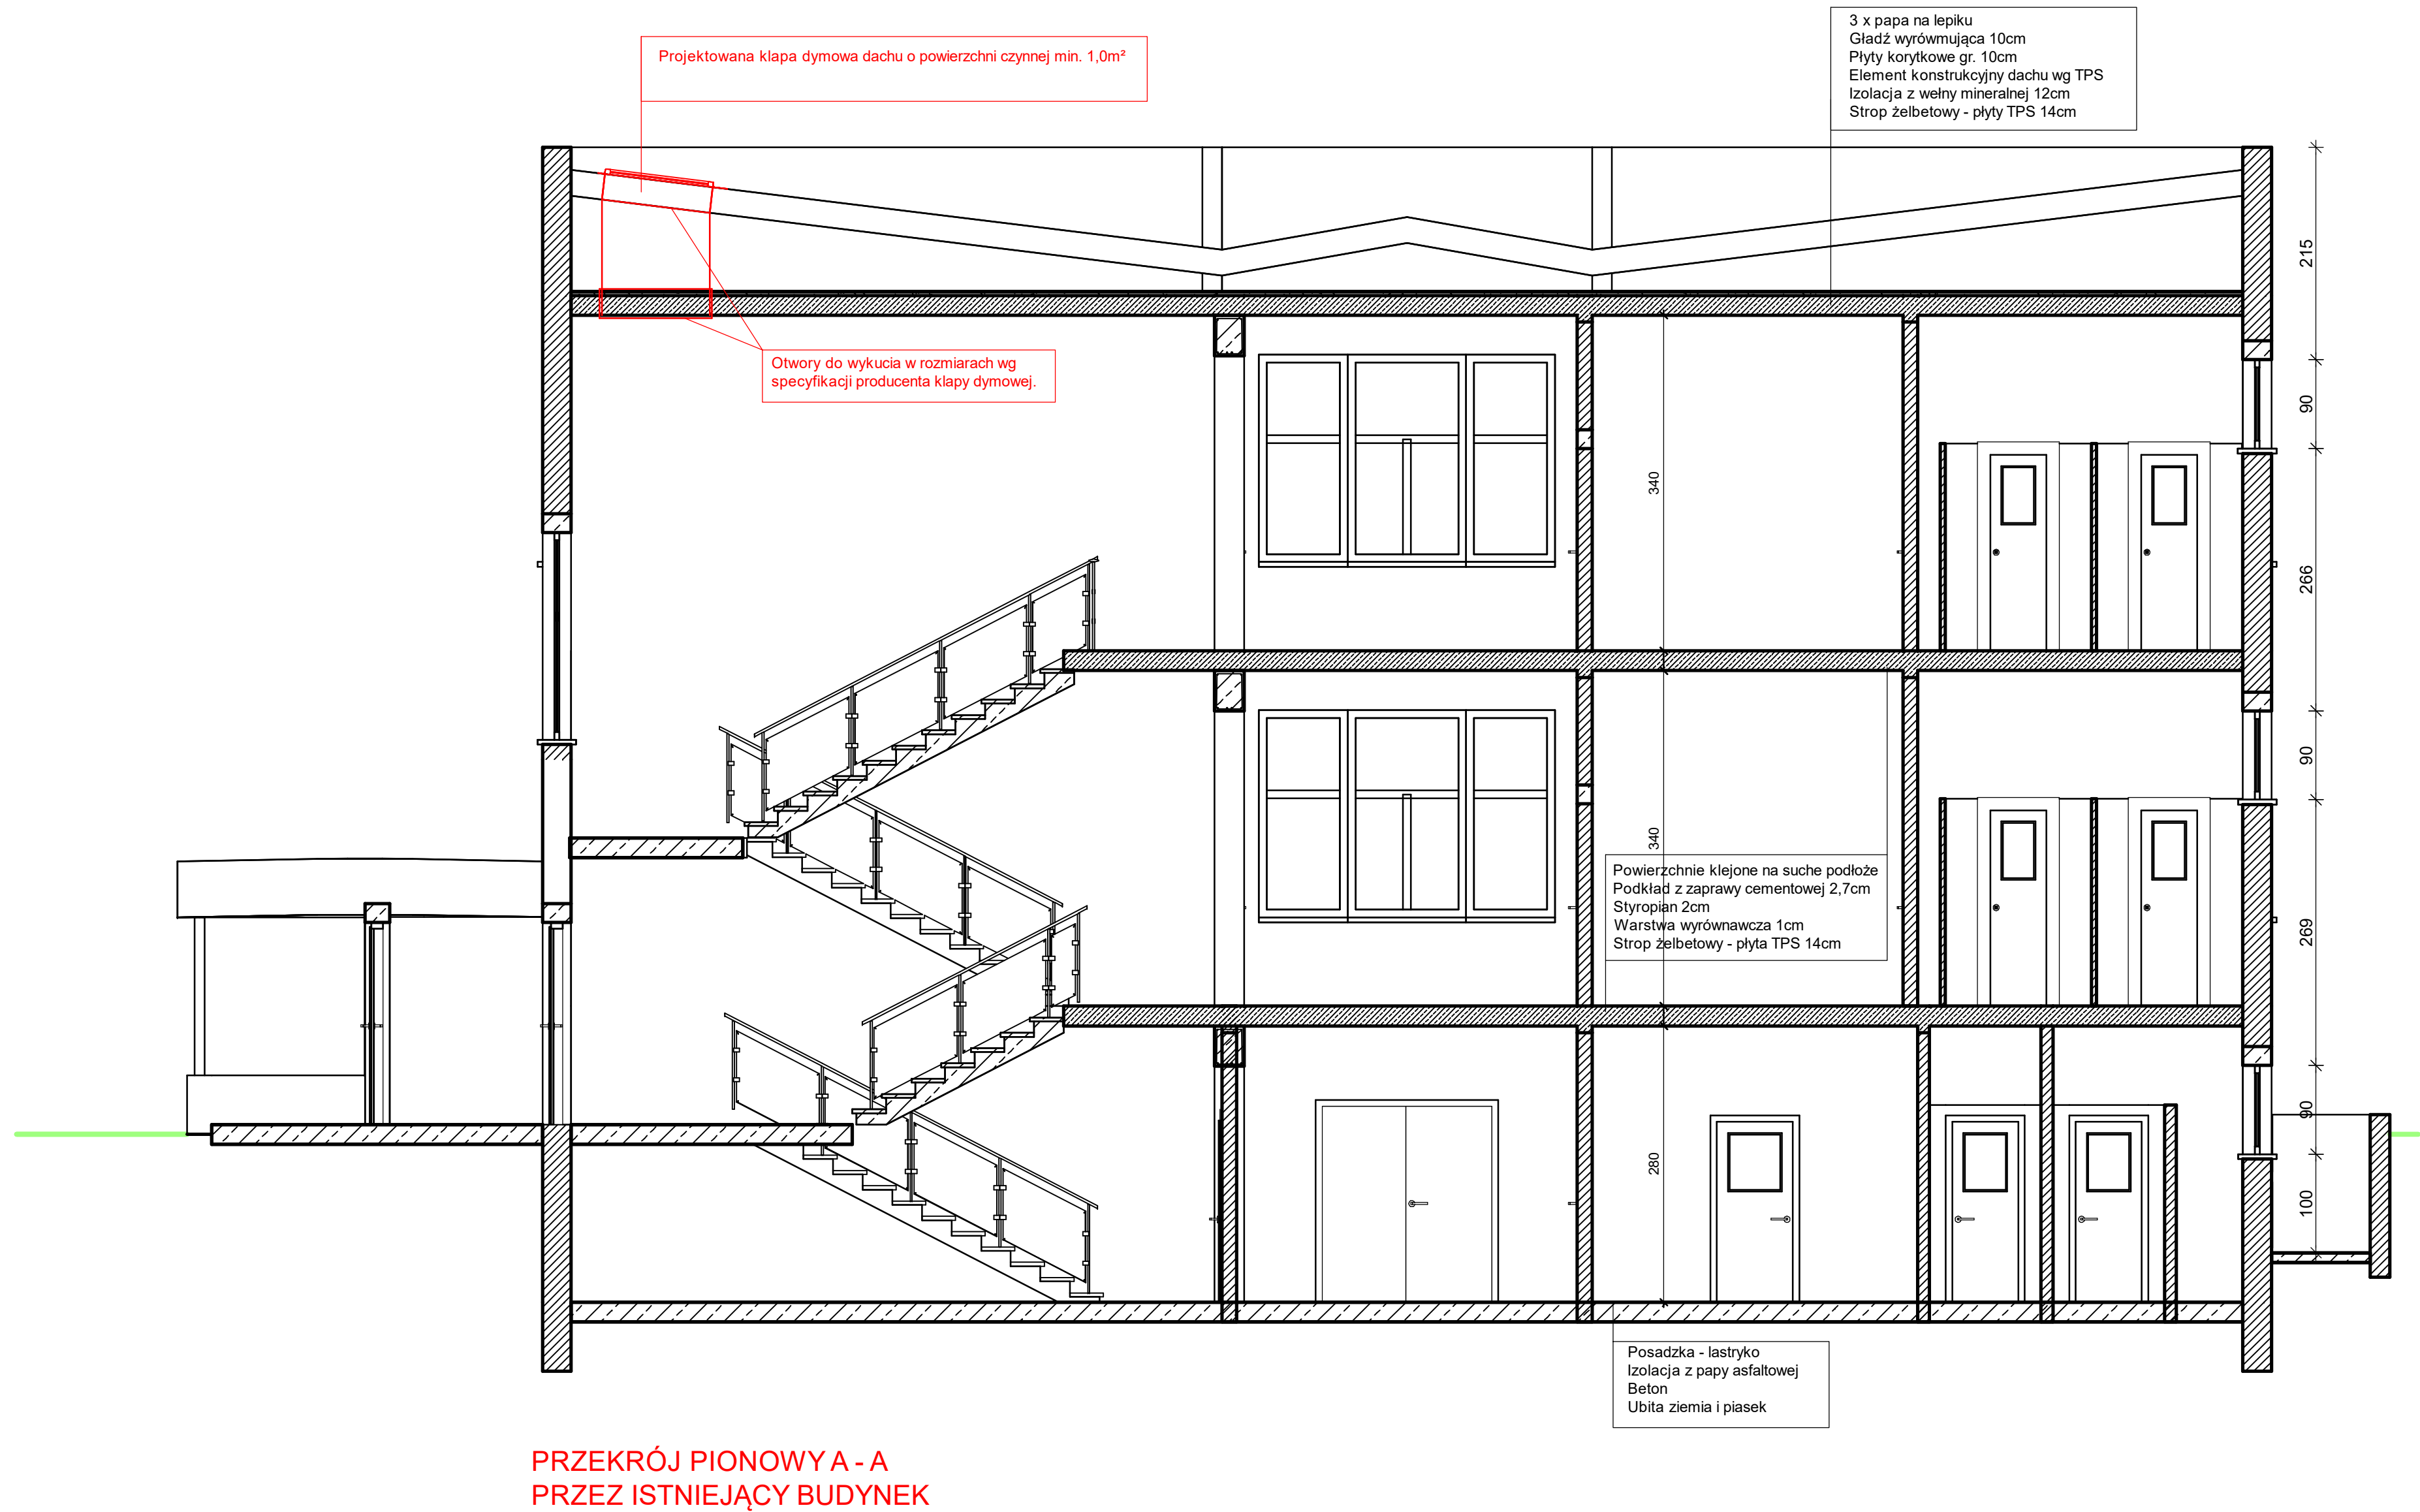 3 x papa na lepiku
Gładź wyrówmująca 10cm
Płyty korytkowe gr. 10cm
Element konstrukcyjny dachu wg TPS
Izolacja z wełny mineralnej 12cm
Strop żelbetowy - płyty TPS 14cm
Projektowana klapa dymowa dachu o powierzchni czynnej min. 1,0m²
215
Otwory do wykucia w rozmiarach wg
specyfikacji producenta klapy dymowej.
90
340
266
90
340
Powierzchnie klejone na suche podłoże
Podkład z zaprawy cementowej 2,7cm
Styropian 2cm
Warstwa wyrównawcza 1cm
Strop żelbetowy - płyta TPS 14cm
269
90
280
100
Posadzka - lastryko
Izolacja z papy asfaltowej
Beton
Ubita ziemia i piasek
PRZEKRÓJ PIONOWY A - A
PRZEZ ISTNIEJĄCY BUDYNEK